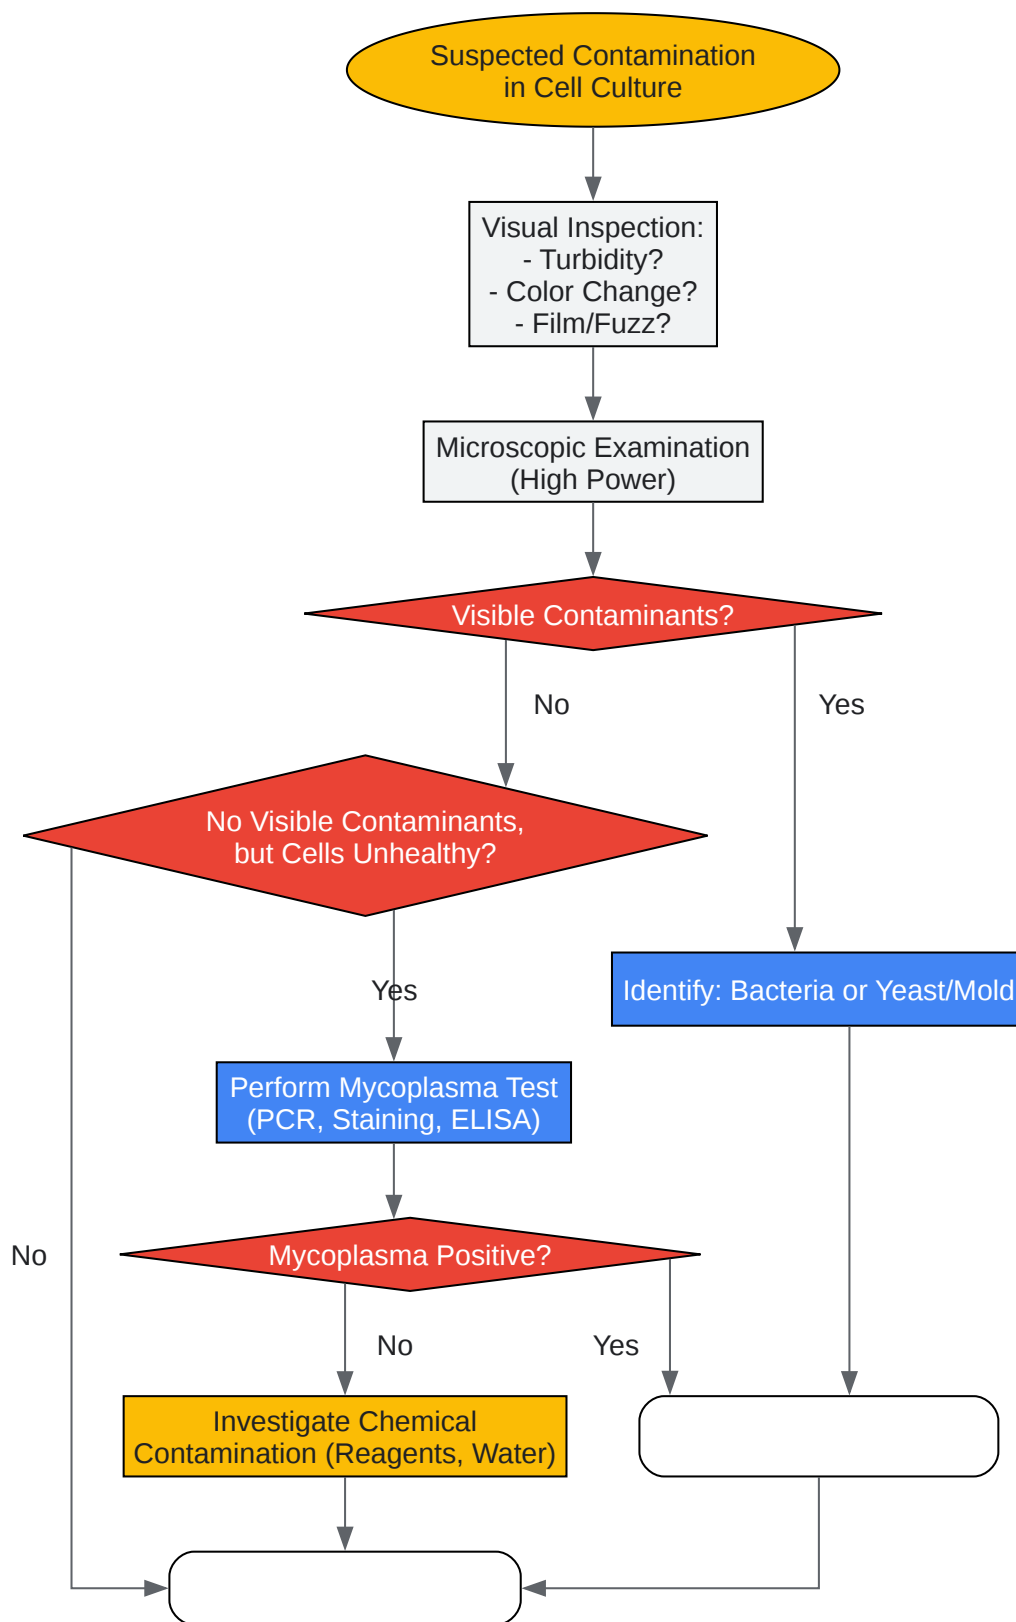 Suspected Contamination
in Cell Culture
Visual Inspection:
- Turbidity?
- Color Change?
- Film/Fuzz?
Microscopic Examination
(High Power)
Visible Contaminants?
No
Yes
No Visible Contaminants,
but Cells Unhealthy?
Yes
Identify: Bacteria or Yeast/Mold
Perform Mycoplasma Test
(PCR, Staining, ELISA)
No
Mycoplasma Positive?
No
Yes
Investigate Chemical
Contamination (Reagents, Water)